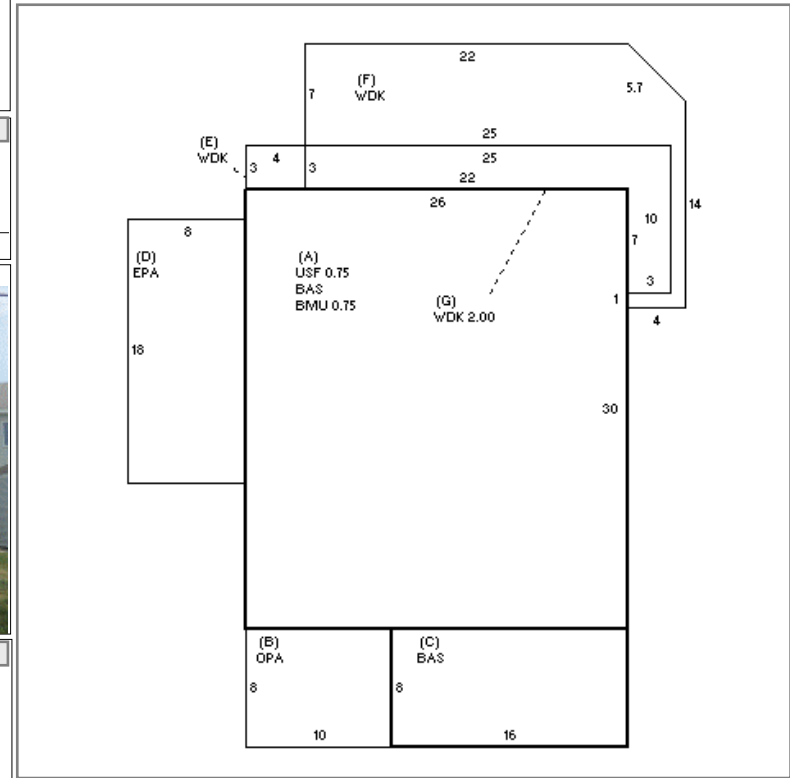 22
(F)
WDK
5.7
7
25
(E)
WDK
3
4
3
25
22
26
14
8
10
7
(D)
EPA
(A)
USF 0.75
BAS
BMU 0.75
3
(G)
WDK 2.00
1
4
18
30
(B)
OPA
(C)
BAS
8
8
10
16